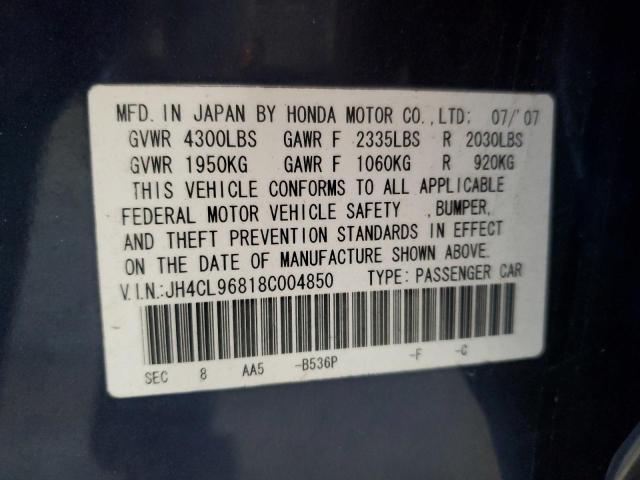 MFD. IN JAPAN BY HONDA MOTOR CO., LTD: 07/'07
GVWR 4300LBS GAWR F 2335LBS R 2030LBS
GVWR 1950KG GAWR F 1060KG R 920KG
THIS VEHICLE CONFORMS TO ALL APPLICABLE
FEDERAL MOTOR VEHICLE SAFETY , BUMPER,
AND THEFT PREVENTION STANDARDS IN EFFECT
ON THE DATE OF MANUFACTURE SHOWN ABOVE.
V.I.N.:JH4CL96818C004850 TYPE: PASSENGER CAR
SEC 8 AA5 -B536P -F -C